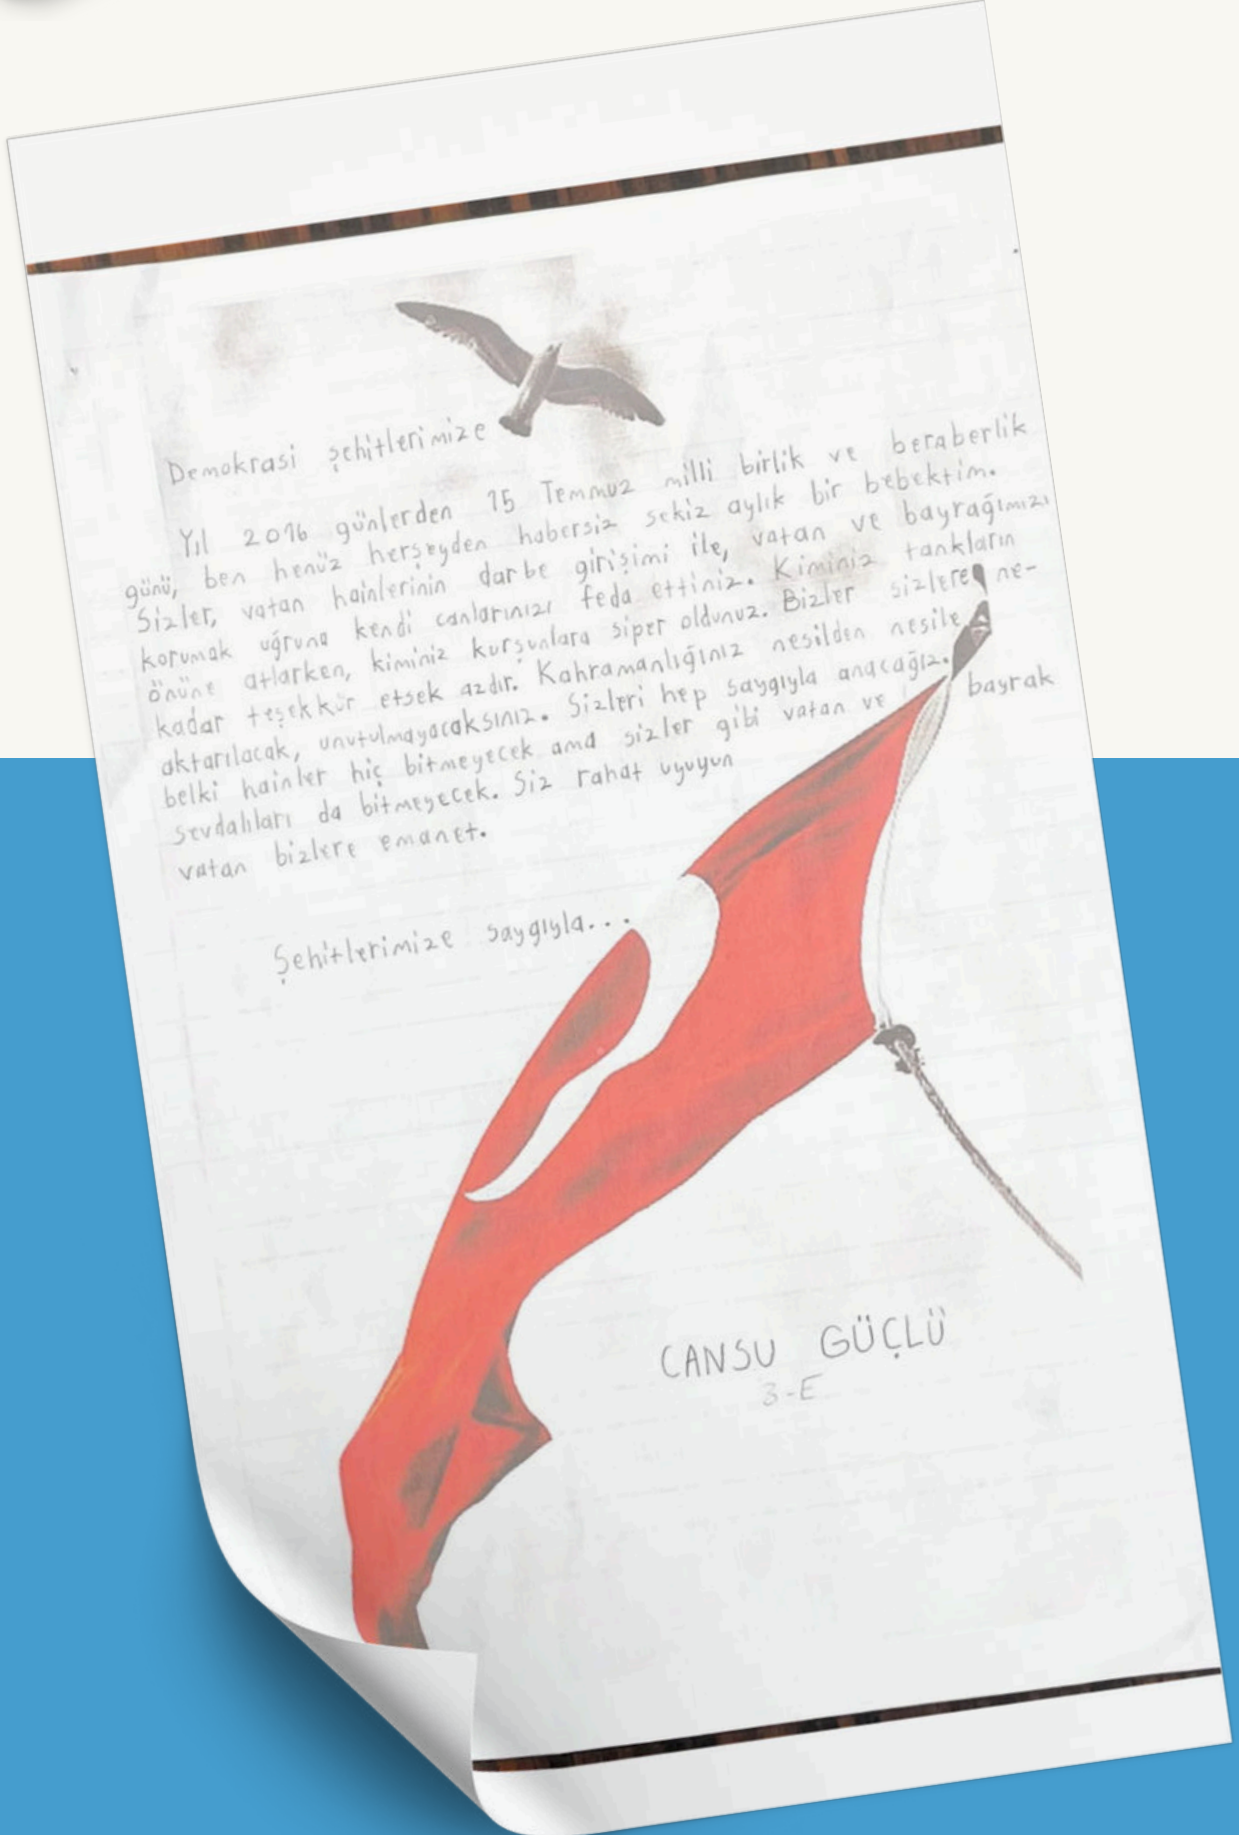 Demokrasi şehitlerimize
Yıl 2016 günlerden 15 Temmuz milli birlik ve beraberlik
günü, ben henüz herşeyden habersiz sekiz aylık bir bebektim.
Sizler, vatan hainlerinin darbe girişimi ile, vatan ve bayrağımızı
korumak uğruna kendi canlarınızı feda ettiniz. Kiminiz tankların
önüne atlarken, kiminiz kurşunlara siper oldunuz. Bizler sizlere ne-
kadar teşekkür etsek azdır. Kahramanlığınız nesilden nesile
aktarılacak, unutulmayacaksınız. Sizleri hep saygıyla anacağız.
belki hainler hiç bitmeyecek ama sizler gibi vatan ve bayrak
sevdalıları da bitmeyecek. Siz rahat uyuyun
vatan bizlere emanet.
Şehitlerimize saygıyla...
CANSU GÜÇLÜ
3-E